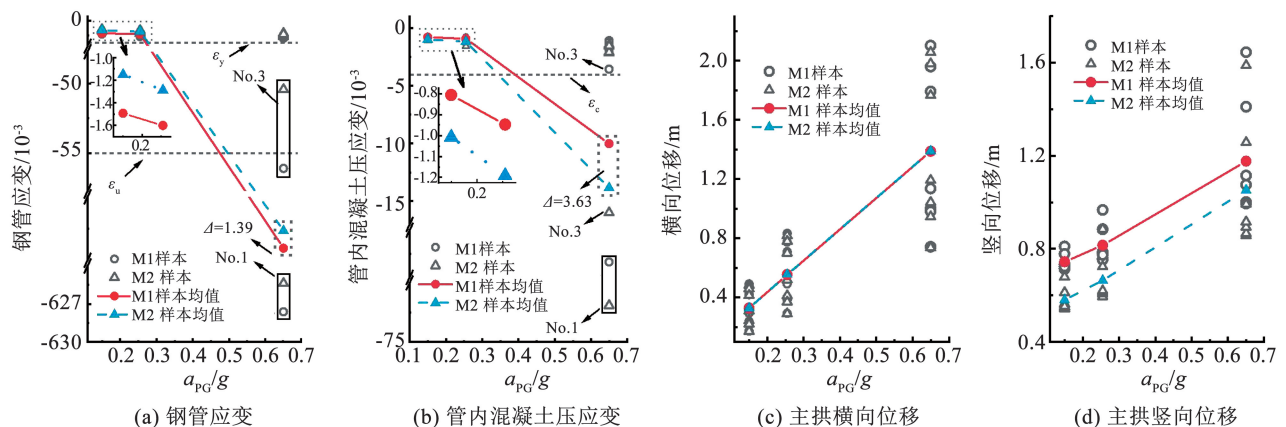 0
-50
-55
-627
-630
钢管应变/10⁻³
εy
No.3
-1.0
-1.2
-1.4
-1.6
0.2
εu
Δ=1.39
No.1
M1样本
M2 样本
M1样本均值
M2 样本均值
0.2 0.3 0.4 0.5 0.6 0.7
aPG/g
(a) 钢管应变
0
-5
-10
-15
-75
管内混凝土压应变/10⁻³
No.3
εc
-0.8
-0.9
-1.0
-1.1
-1.2
0.2
Δ=3.63
No.3
M1样本
M2 样本
M1样本均值
M2 样本均值
No.1
0.1 0.2 0.3 0.4 0.5 0.6 0.7
aPG/g
(b) 管内混凝土压应变
2.0
1.6
1.2
0.8
0.4
横向位移/m
M1样本
M2 样本
M1 样本均值
M2 样本均值
0.2 0.3 0.4 0.5 0.6 0.7
aPG/g
(c) 主拱横向位移
1.6
1.2
0.8
0.4
竖向位移/m
M1样本
M2 样本
M1 样本均值
M2 样本均值
0.2 0.3 0.4 0.5 0.6 0.7
aPG/g
(d) 主拱竖向位移